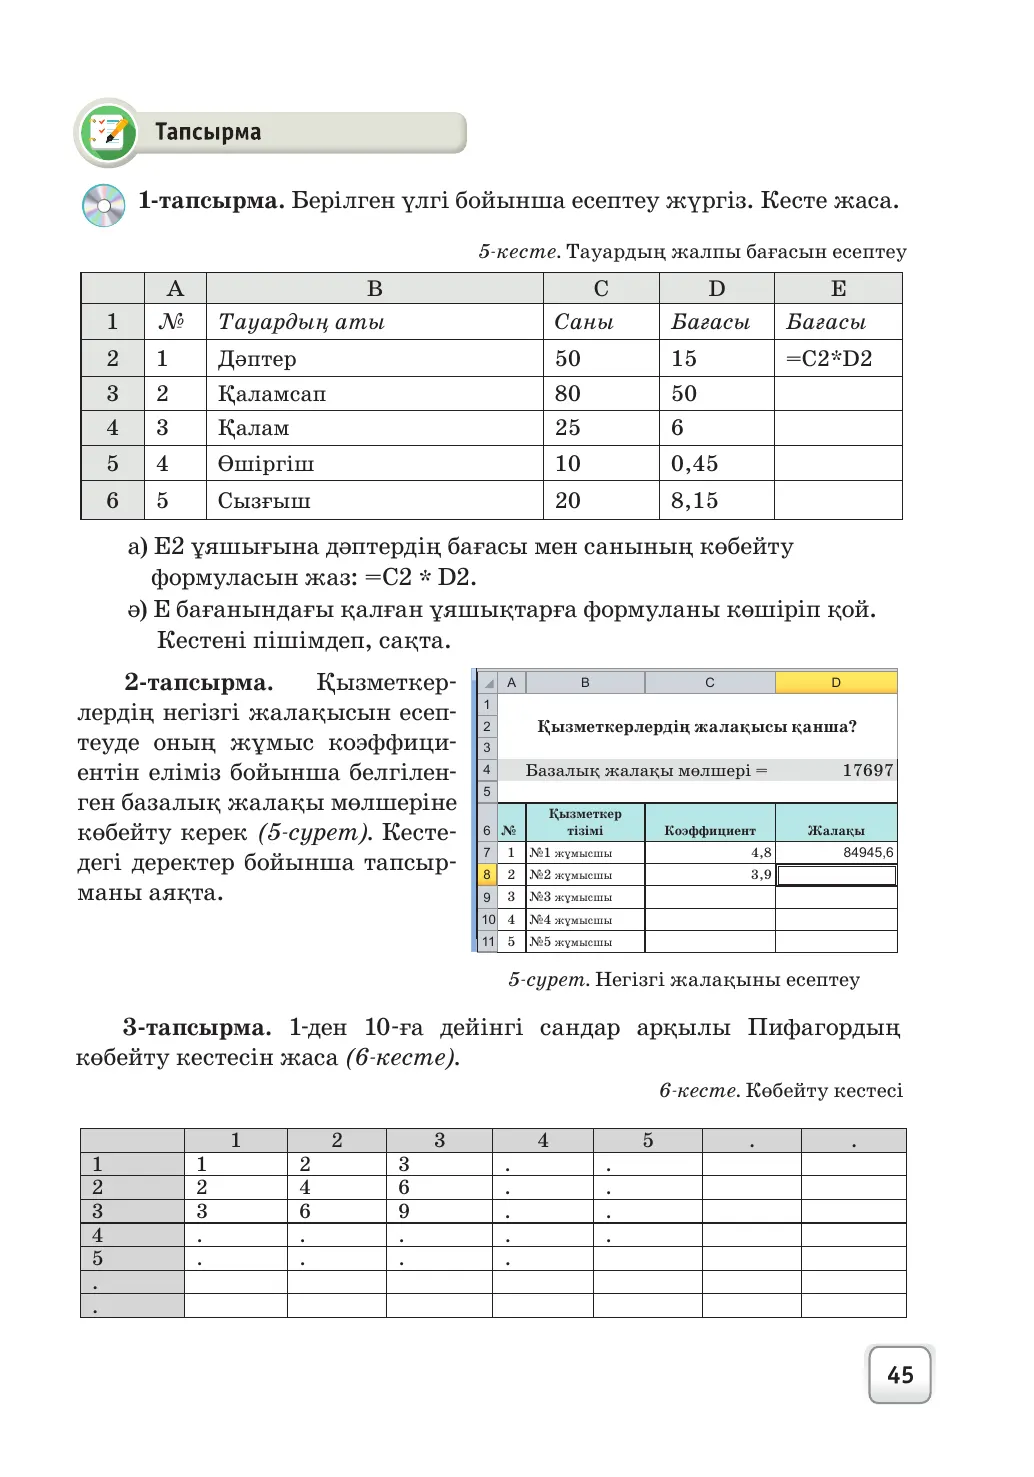 Тапсырма
1-тапсырма. Берілген үлгі бойынша есептеу жүргіз. Кесте жаса.
5-кесте. Тауардың жалпы бағасын есептеу
A B C D E
1 № Тауардың аты Саны Бағасы Бағасы
2 1 Дәптер 50 15 =C2*D2
3 2 Қаламсап 80 50
4 3 Қалам 25 6
5 4 Өшіргіш 10 0,45
6 5 Сызғыш 20 8,15
а) E2 ұяшығына дәптердің бағасы мен санының көбейту
формуласын жаз: =C2 * D2.
ә) E бағанындағы қалған ұяшықтарға формуланы көшіріп қой.
Кестені пішімдеп, сақта.
2-тапсырма. Қызметкер-
лердің негізгі жалақысын есеп-
теуде оның жұмыс коэффици-
ентін еліміз бойынша белгілен-
ген базалық жалақы мөлшеріне
көбейту керек (5-сурет). Кесте-
дегі деректер бойынша тапсыр-
маны аяқта.
A B C D
1
2 Қызметкерлердің жалақысы қанша?
3
4 Базалық жалақы мөлшері = 17697
5
6 № Қызметкер тізімі Коэффициент Жалақы
7 1 №1 жұмысшы 4,8 84945,6
8 2 №2 жұмысшы 3,9
9 3 №3 жұмысшы
10 4 №4 жұмысшы
11 5 №5 жұмысшы
5-сурет. Негізгі жалақыны есептеу
3-тапсырма. 1-ден 10-ға дейінгі сандар арқылы Пифагордың
көбейту кестесін жаса (6-кесте).
6-кесте. Көбейту кестесі
1 2 3 4 5 . .
1 1 2 3 . .
2 2 4 6 . .
3 3 6 9 . .
4 . . . . .
5 . . . .
.
.
45